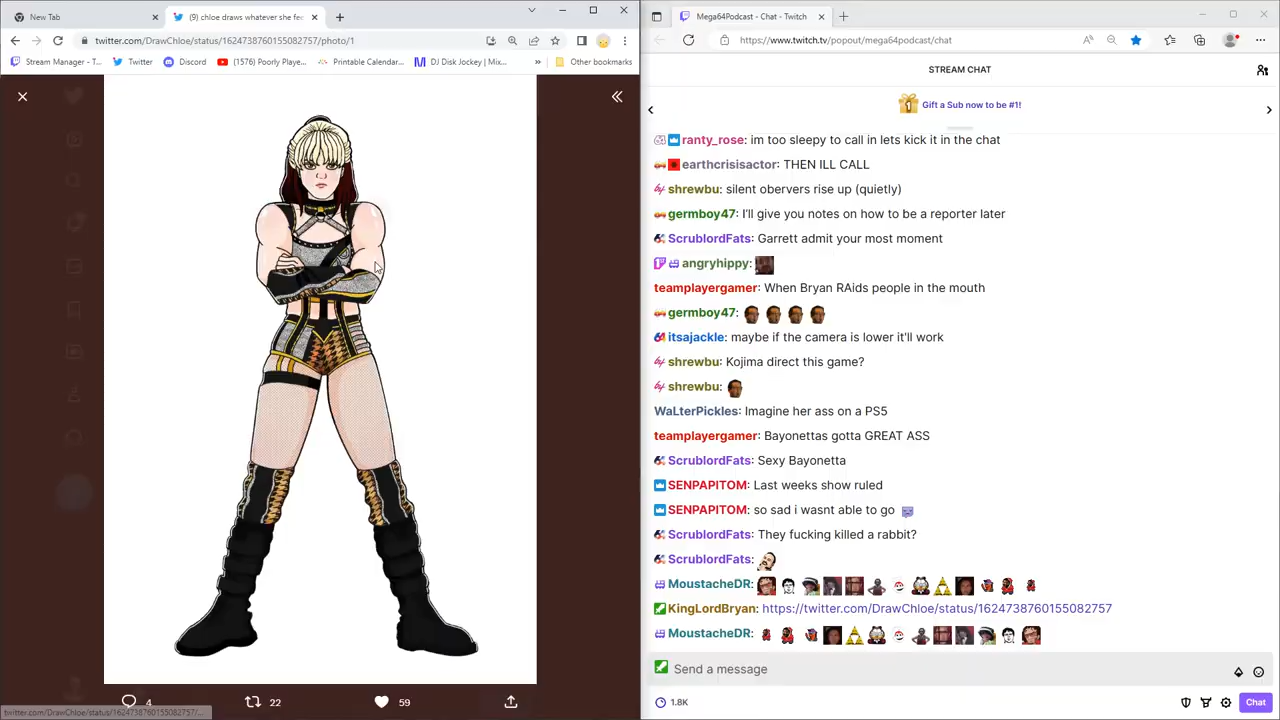 New Tab
(9) chloe draws whatever she fee
twitter.com/DrawChloe/status/1624738760155082757/photo/1
Stream Manager - T...
Twitter
Discord
(1576) Poorly Playe...
Printable Calendar...
DJ Disk Jockey | Mix...
»
Other bookmarks
4
22
59
twitter.com/DrawChloe/status/1624738760155082757/...
Mega64Podcast - Chat - Twitch
https://www.twitch.tv/popout/mega64podcast/chat
STREAM CHAT
Gift a Sub now to be #1!
ranty_rose: im too sleepy to call in lets kick it in the chat
earthcrisisactor: THEN ILL CALL
shrewbu: silent obervers rise up (quietly)
germboy47: I'll give you notes on how to be a reporter later
ScrublordFats: Garrett admit your most moment
angryhippy:
teamplayergamer: When Bryan RAids people in the mouth
germboy47:
itsajackle: maybe if the camera is lower it'll work
shrewbu: Kojima direct this game?
shrewbu:
WaLterPickles: Imagine her ass on a PS5
teamplayergamer: Bayonettas gotta GREAT ASS
ScrublordFats: Sexy Bayonetta
SENPAPITOM: Last weeks show ruled
SENPAPITOM: so sad i wasnt able to go
ScrublordFats: They fucking killed a rabbit?
ScrublordFats:
MoustacheDR:
KingLordBryan: https://twitter.com/DrawChloe/status/1624738760155082757
MoustacheDR:
Send a message
1.8K
Chat